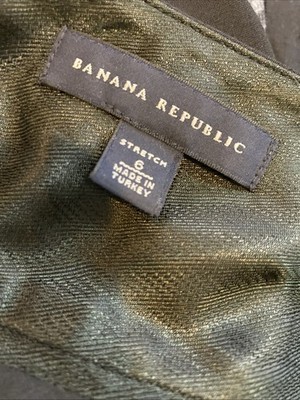 BANANA REPUBLIC
STRETCH
6
MADE IN
TURKEY